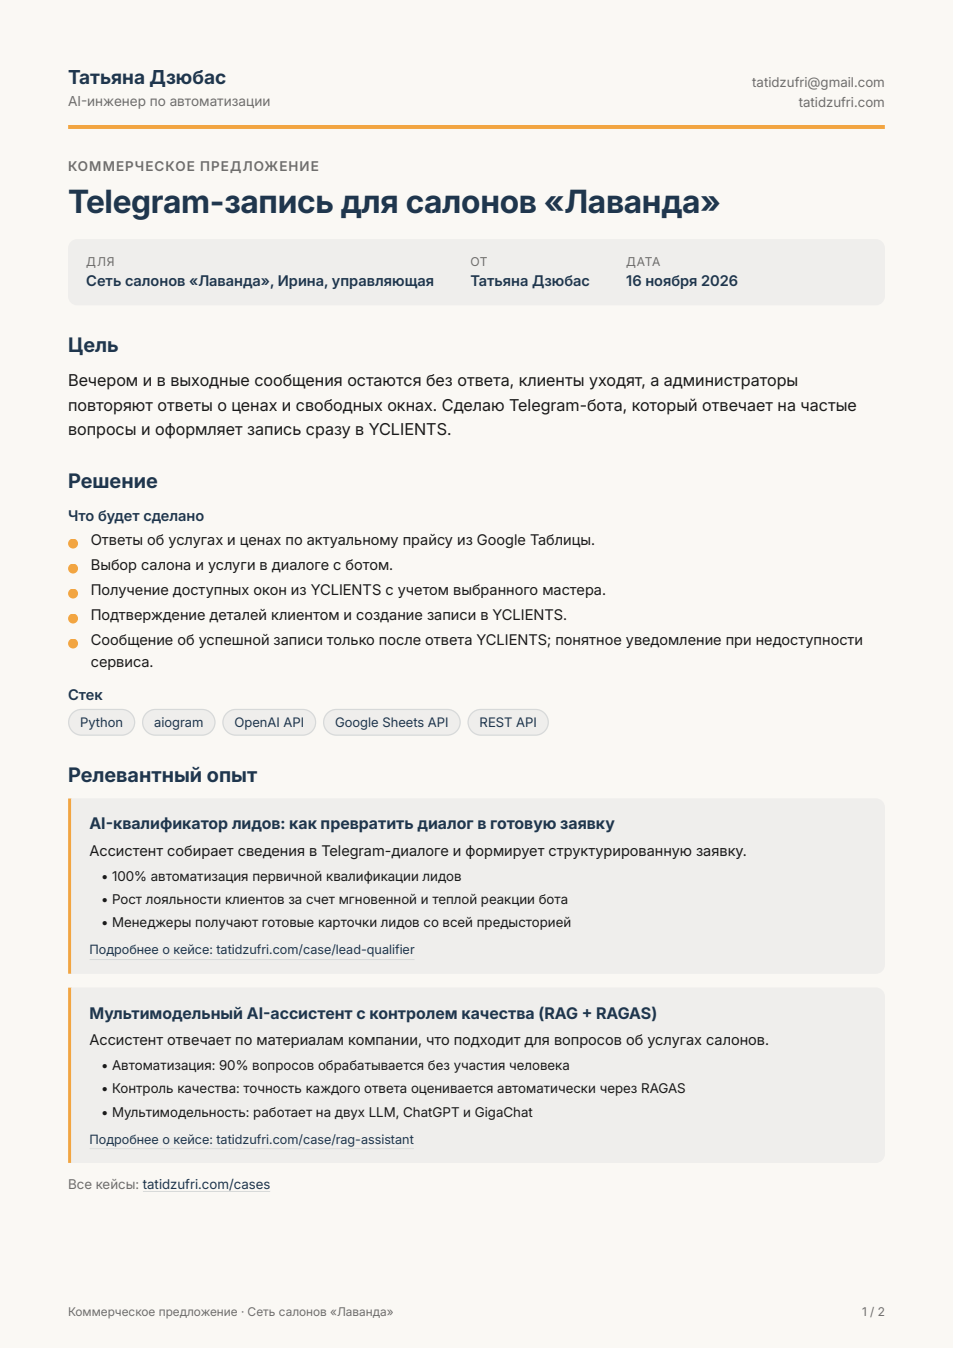 Татьяна Дзюбас
AI-инженер по автоматизации
tatidzufri@gmail.com
tatidzufri.com
КОММЕРЧЕСКОЕ ПРЕДЛОЖЕНИЕ
Telegram-запись для салонов «Лаванда»
ДЛЯ
Сеть салонов «Лаванда», Ирина, управляющая
ОТ
Татьяна Дзюбас
ДАТА
16 ноября 2026
Цель
Вечером и в выходные сообщения остаются без ответа, клиенты уходят, а администраторы
повторяют ответы о ценах и свободных окнах. Сделаю Telegram-бота, который отвечает на частые
вопросы и оформляет запись сразу в YCLIENTS.
Решение
Что будет сделано
Ответы об услугах и ценах по актуальному прайсу из Google Таблицы.
Выбор салона и услуги в диалоге с ботом.
Получение доступных окон из YCLIENTS с учетом выбранного мастера.
Подтверждение деталей клиентом и создание записи в YCLIENTS.
Сообщение об успешной записи только после ответа YCLIENTS; понятное уведомление при недоступности
сервиса.
Стек
Python aiogram OpenAI API Google Sheets API REST API
Релевантный опыт
AI-квалификатор лидов: как превратить диалог в готовую заявку
Ассистент собирает сведения в Telegram-диалоге и формирует структурированную заявку.
• 100% автоматизация первичной квалификации лидов
• Рост лояльности клиентов за счет мгновенной и теплой реакции бота
• Менеджеры получают готовые карточки лидов со всей предысторией
Подробнее о кейсе: tatidzufri.com/case/lead-qualifier
Мультимодельный AI-ассистент с контролем качества (RAG + RAGAS)
Ассистент отвечает по материалам компании, что подходит для вопросов об услугах салонов.
• Автоматизация: 90% вопросов обрабатывается без участия человека
• Контроль качества: точность каждого ответа оценивается автоматически через RAGAS
• Мультимодельность: работает на двух LLM, ChatGPT и GigaChat
Подробнее о кейсе: tatidzufri.com/case/rag-assistant
Все кейсы: tatidzufri.com/cases
Коммерческое предложение · Сеть салонов «Лаванда»
1 / 2